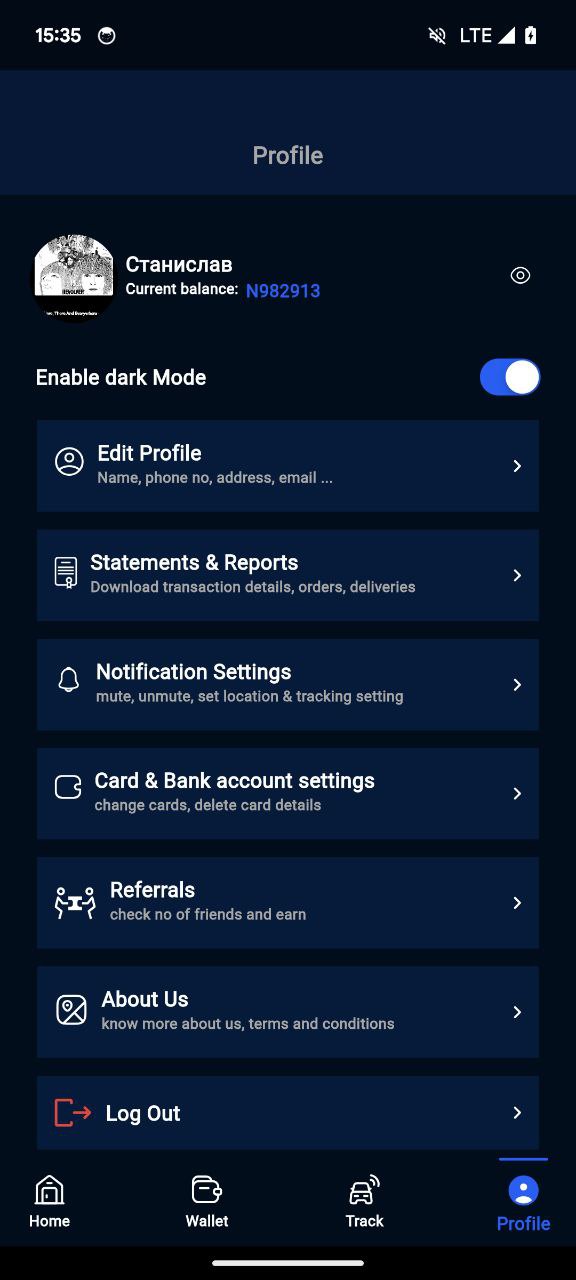 15:35
LTE
Profile
Станислав
Current balance: N982913
REVOLVER
Enable dark Mode
Edit Profile
Name, phone no, address, email ...
Statements & Reports
Download transaction details, orders, deliveries
Notification Settings
mute, unmute, set location & tracking setting
Card & Bank account settings
change cards, delete card details
Referrals
check no of friends and earn
About Us
know more about us, terms and conditions
Log Out
Home
Wallet
Track
Profile